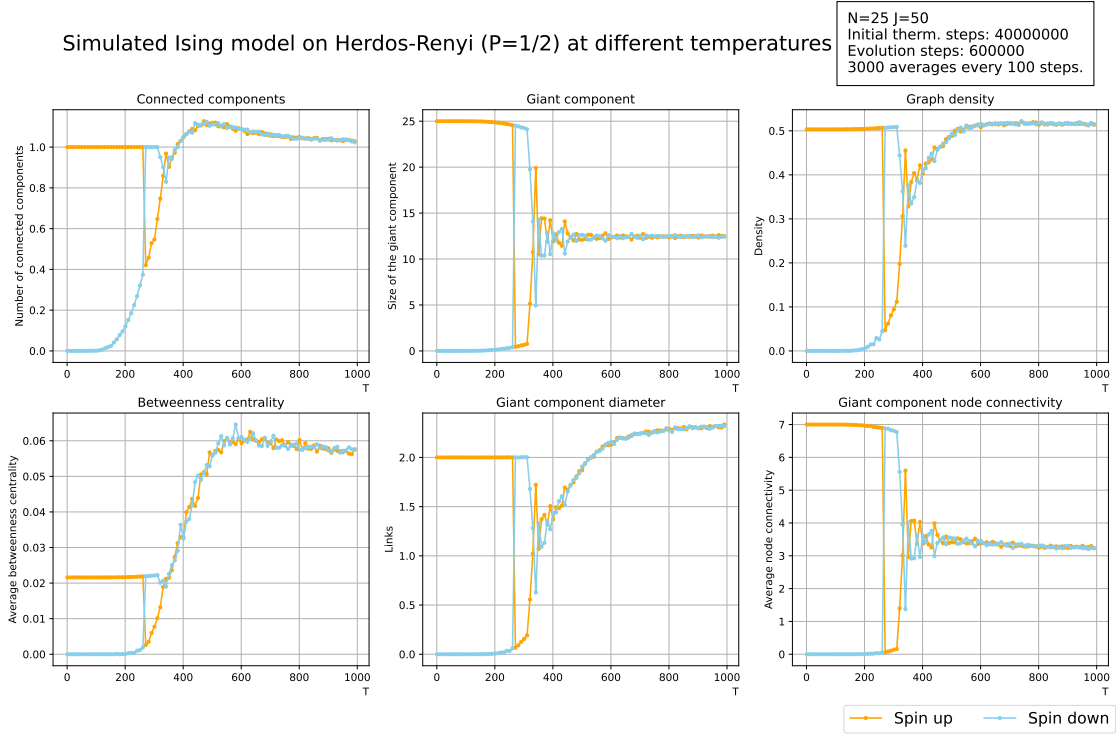 Simulated Ising model on Herdos-Renyi (P=1/2) at different temperatures
N=25 J=50
Initial therm. steps: 40000000
Evolution steps: 600000
3000 averages every 100 steps.
Connected components
Number of connected components
0.0
0.2
0.4
0.6
0.8
1.0
0 200 400 600 800 1000
T
Giant component
Size of the giant component
0
5
10
15
20
25
0 200 400 600 800 1000
T
Graph density
Density
0.0
0.1
0.2
0.3
0.4
0.5
0 200 400 600 800 1000
T
Betweenness centrality
Average betweenness centrality
0.00
0.01
0.02
0.03
0.04
0.05
0.06
0 200 400 600 800 1000
T
Giant component diameter
Links
0.0
0.5
1.0
1.5
2.0
0 200 400 600 800 1000
T
Giant component node connectivity
Average node connectivity
0
1
2
3
4
5
6
7
0 200 400 600 800 1000
T
Spin up Spin down